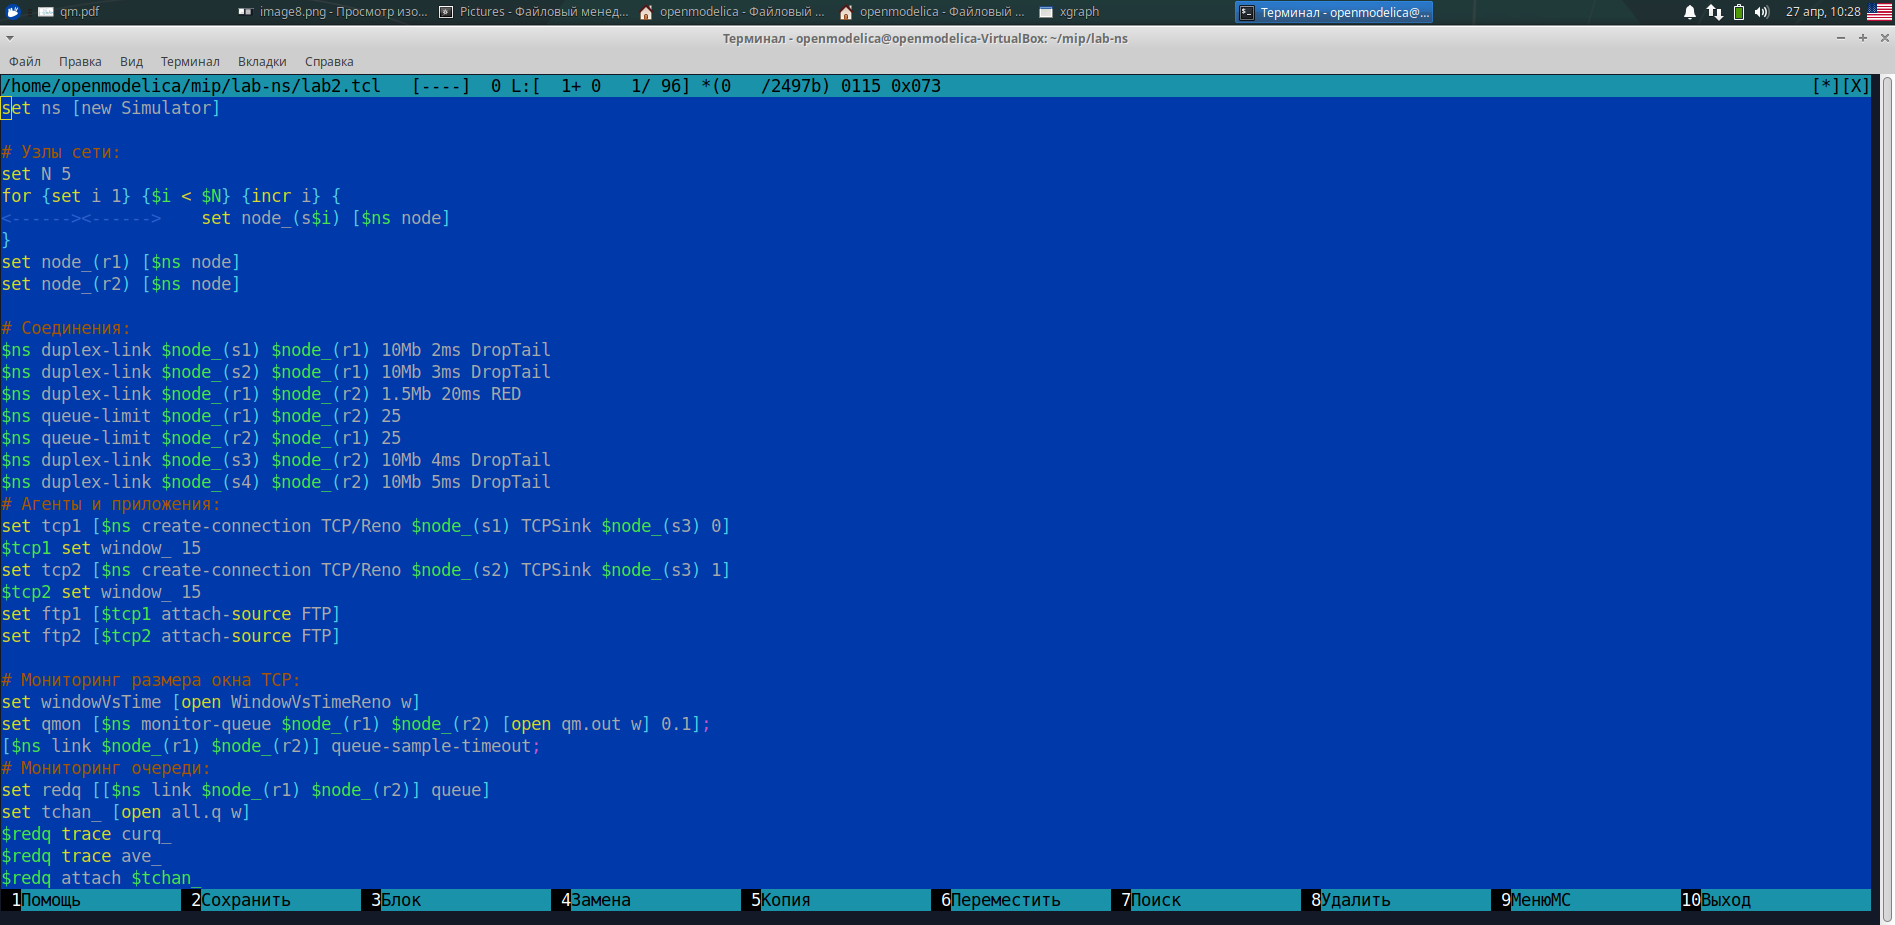 qm.pdf image8.png - Просмотр изо... Pictures - Файловый менед... openmodelica - Файловый ... openmodelica - Файловый ... xgraph Терминал - openmodelica@... 27 апр, 10:28
Терминал - openmodelica@openmodelica-VirtualBox: ~/mip/lab-ns
Файл Правка Вид Терминал Вкладки Справка
/home/openmodelica/mip/lab-ns/lab2.tcl [----] 0 L:[ 1+ 0 1/ 96] *(0 /2497b) 0115 0x073 [*][X]
set ns [new Simulator]
# Узлы сети:
set N 5
for {set i 1} {$i < $N} {incr i} {
<------><------> set node_(s$i) [$ns node]
}
set node_(r1) [$ns node]
set node_(r2) [$ns node]
# Соединения:
$ns duplex-link $node_(s1) $node_(r1) 10Mb 2ms DropTail
$ns duplex-link $node_(s2) $node_(r1) 10Mb 3ms DropTail
$ns duplex-link $node_(r1) $node_(r2) 1.5Mb 20ms RED
$ns queue-limit $node_(r1) $node_(r2) 25
$ns queue-limit $node_(r2) $node_(r1) 25
$ns duplex-link $node_(s3) $node_(r2) 10Mb 4ms DropTail
$ns duplex-link $node_(s4) $node_(r2) 10Mb 5ms DropTail
# Агенты и приложения:
set tcp1 [$ns create-connection TCP/Reno $node_(s1) TCPSink $node_(s3) 0]
$tcp1 set window_ 15
set tcp2 [$ns create-connection TCP/Reno $node_(s2) TCPSink $node_(s3) 1]
$tcp2 set window_ 15
set ftp1 [$tcp1 attach-source FTP]
set ftp2 [$tcp2 attach-source FTP]
# Мониторинг размера окна TCP:
set windowVsTime [open WindowVsTimeReno w]
set qmon [$ns monitor-queue $node_(r1) $node_(r2) [open qm.out w] 0.1];
[$ns link $node_(r1) $node_(r2)] queue-sample-timeout;
# Мониторинг очереди:
set redq [[$ns link $node_(r1) $node_(r2)] queue]
set tchan_ [open all.q w]
$redq trace curq_
$redq trace ave_
$redq attach $tchan_
1Помощь 2Сохранить 3Блок 4Замена 5Копия 6Переместить 7Поиск 8Удалить 9МенюMC 10Выход